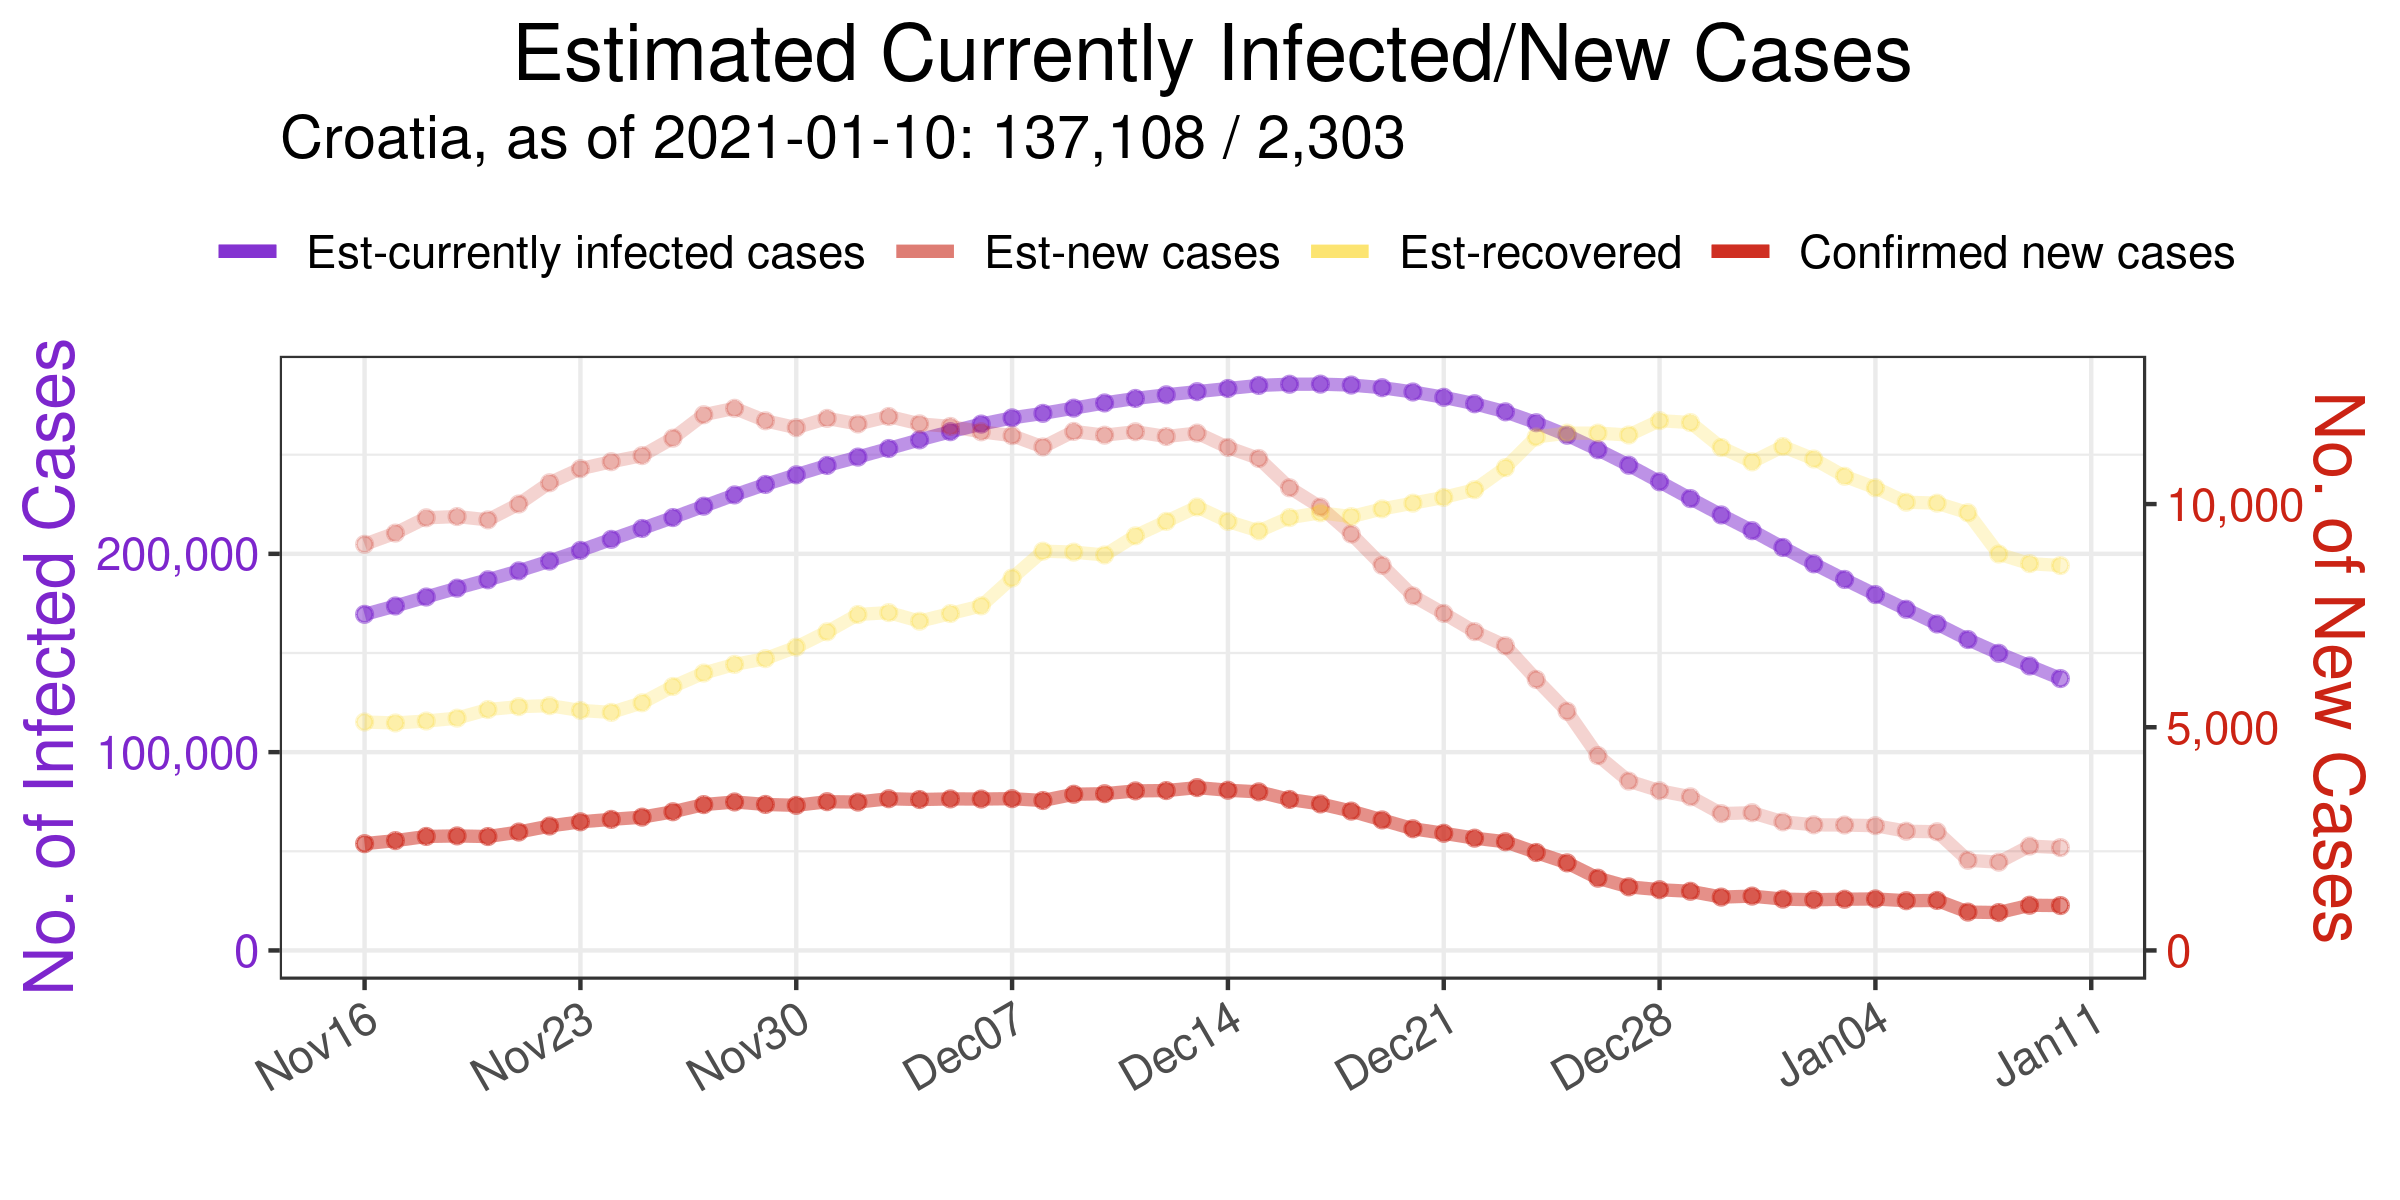 Estimated Currently Infected/New Cases
Croatia, as of 2021-01-10: 137,108 / 2,303
Est-currently infected cases Est-new cases Est-recovered Confirmed new cases
No. of Infected Cases
200,000
100,000
0
10,000
5,000
0
No. of New Cases
Nov16 Nov23 Nov30 Dec07 Dec14 Dec21 Dec28 Jan04 Jan11